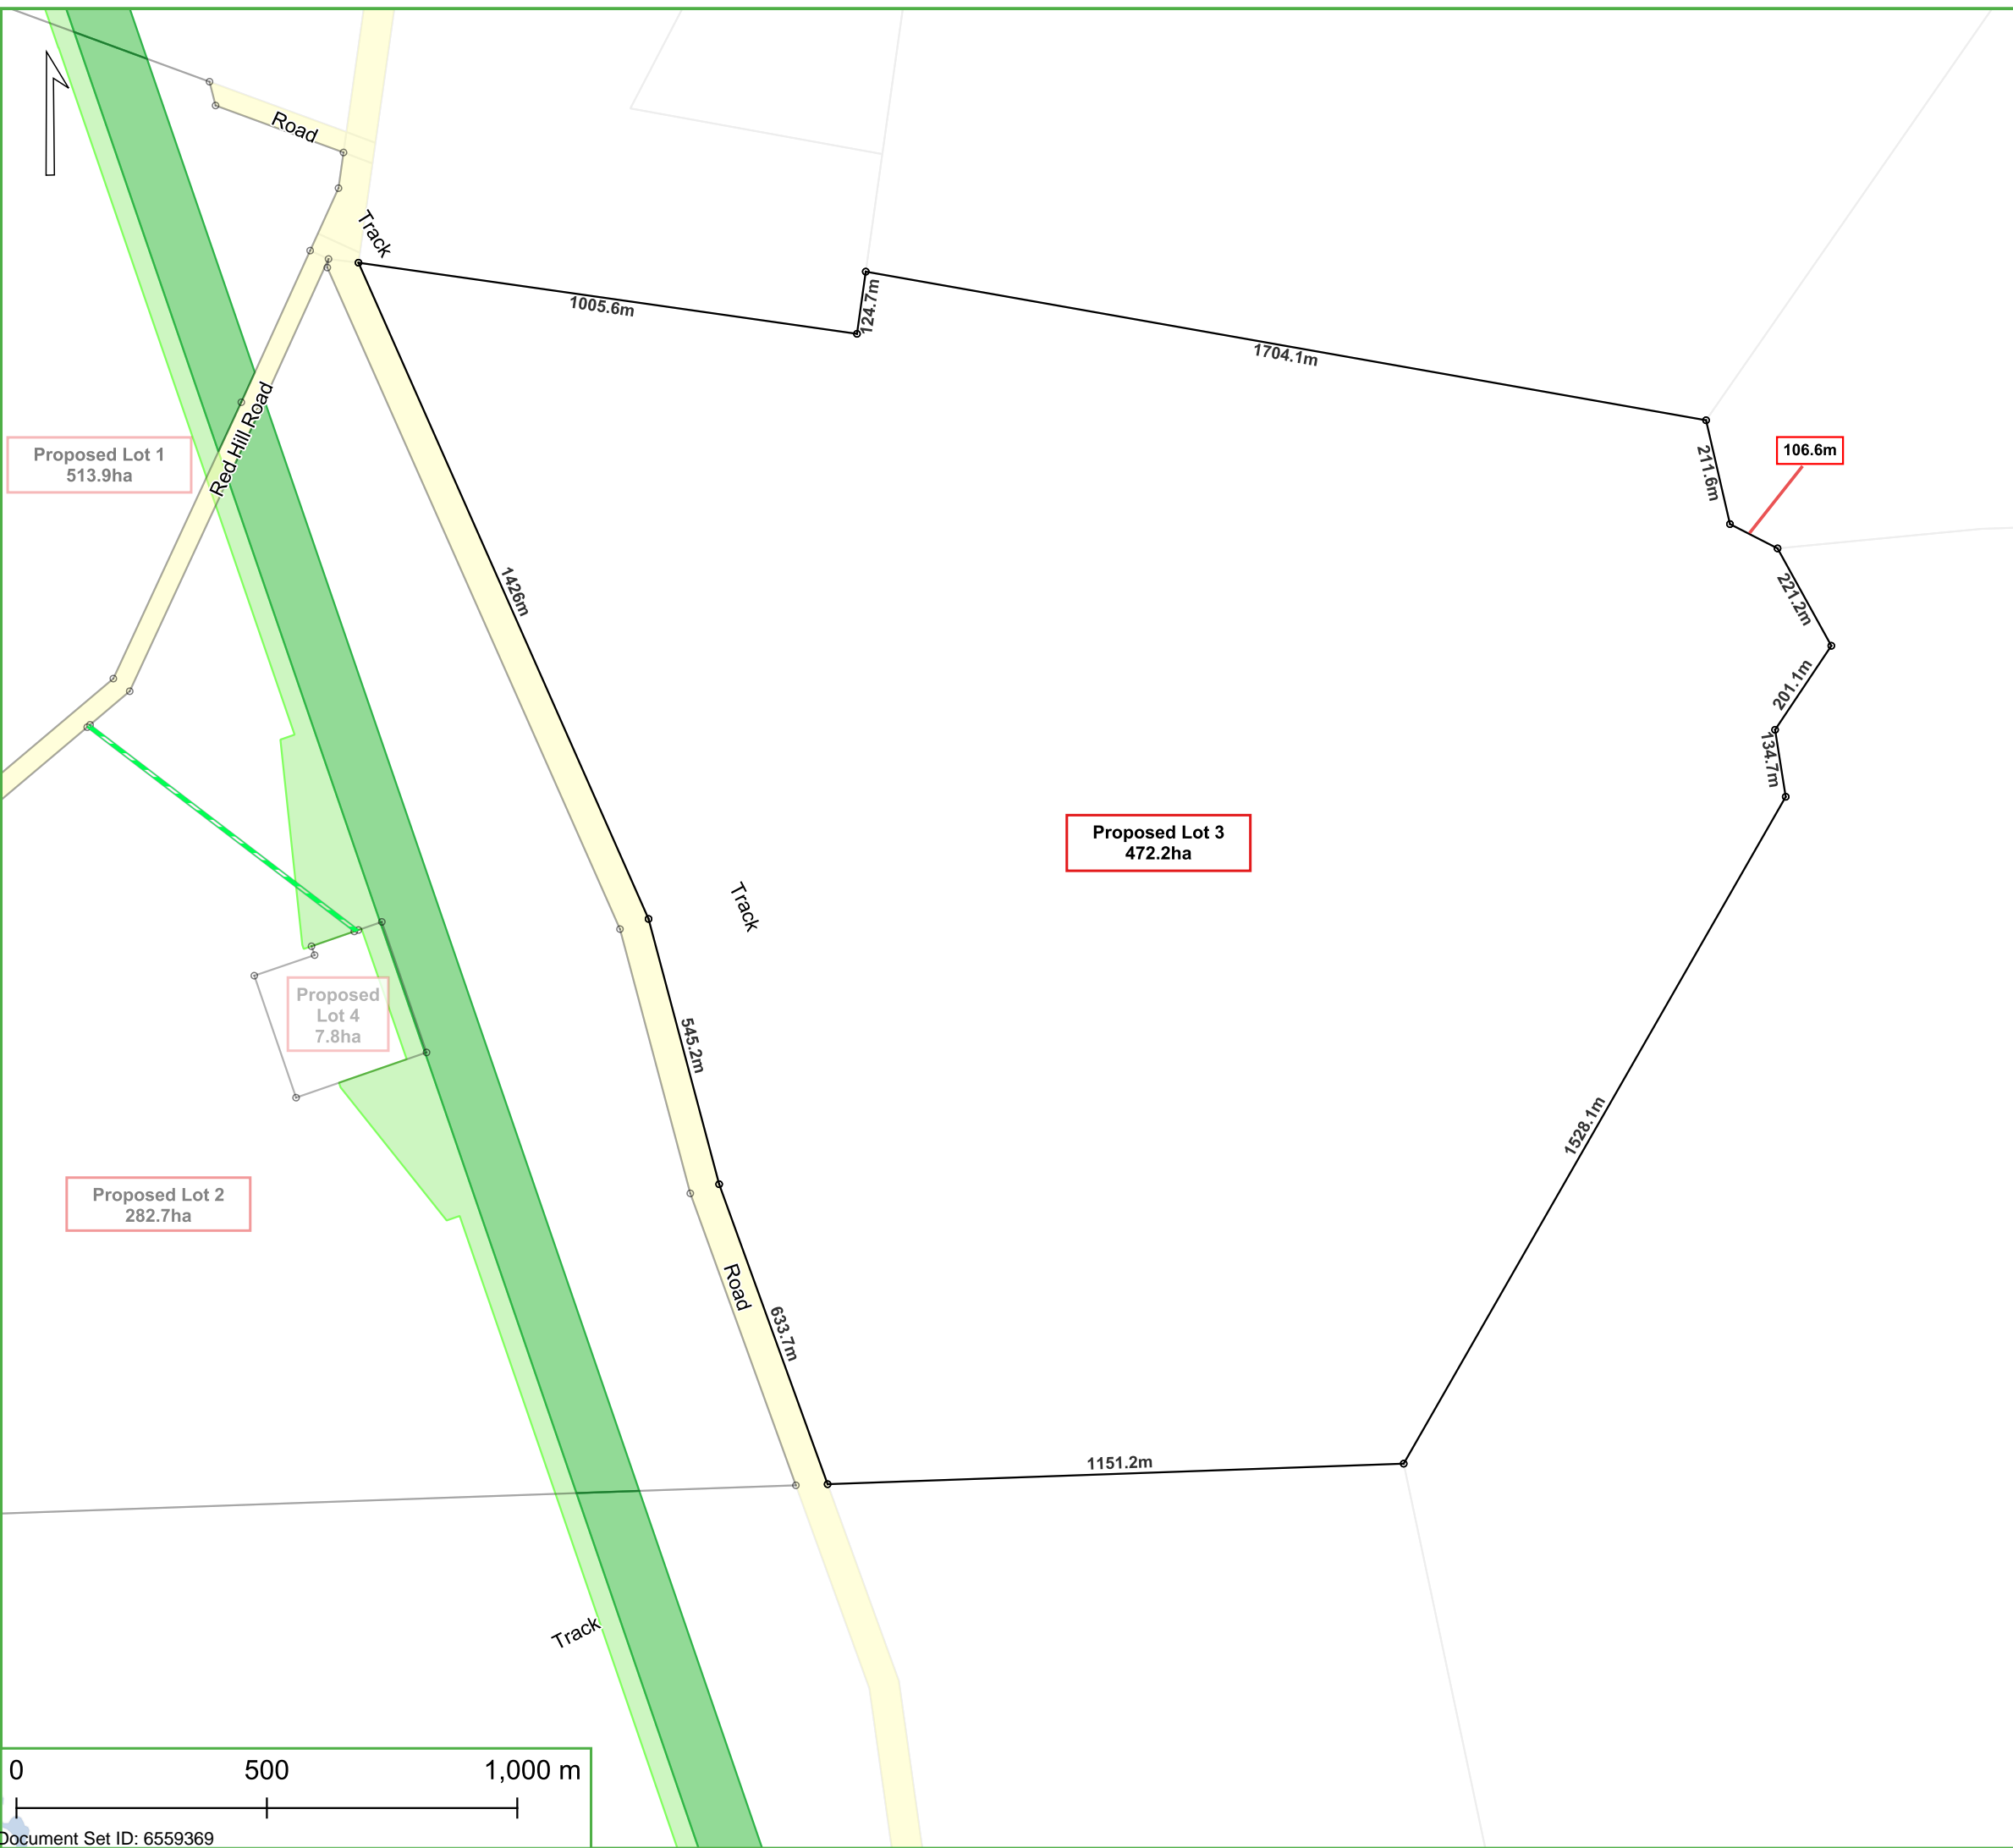 Road
Track
1005.6m
124.7m
1704.1m
Red Hill Road
Proposed Lot 1
513.9ha
211.6m
106.6m
1426m
221.2m
201.1m
134.7m
Proposed Lot 3
472.2ha
Track
Proposed
Lot 4
7.8ha
545.2m
1528.1m
Proposed Lot 2
282.7ha
Road
633.7m
1151.2m
Track
0 500 1,000 m
Document Set ID: 6559369